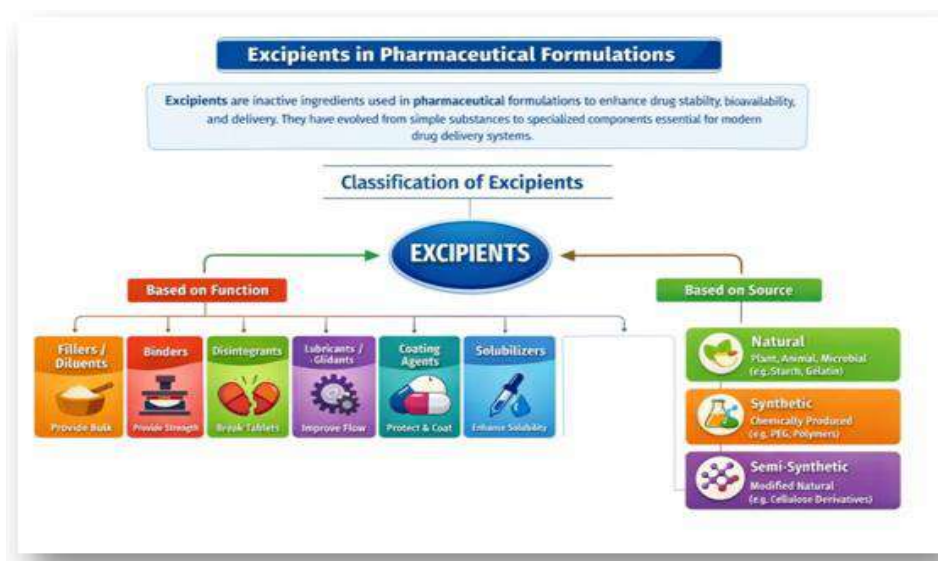 Excipients in Pharmaceutical Formulations
Excipients are inactive ingredients used in pharmaceutical formulations to enhance drug stabilty, bioavailability,
and delivery. They have evolved from simple substances to specialized components essential for modern
drug delivery systems.
Classification of Excipients
EXCIPIENTS
Based on Function
Based on Source
Fillers /
Diluents
Provide Bulk
Binders
Provide Strength
Disintegrants
Break Tablets
Lubricants /
Glidants
Improve Flow
Coating
Agents
Protect & Coat
Solubilizers
Enhance Solubility
Natural
Plant, Animal, Microbial
(e.g. Starch, Gelatin)
Synthetic
Chemically Produced
(e.g. PEG, Polymers)
Semi-Synthetic
Modified Natural
(e.g. Cellulose Derivatives)